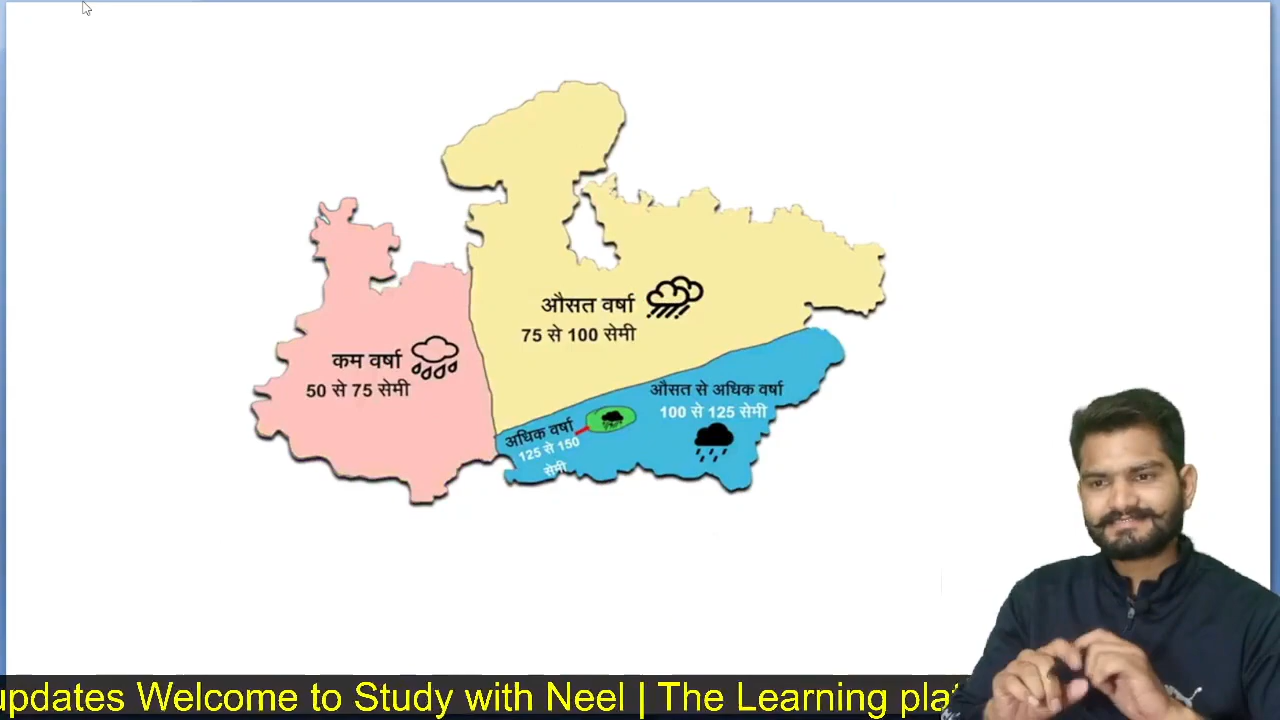 औसत वर्षा
75 से 100 सेमी
कम वर्षा
50 से 75 सेमी
औसत से अधिक वर्षा
100 से 125 सेमी
अधिक वर्षा
125 से 150
सेमी
updates Welcome to Study with Neel | The Learning pla